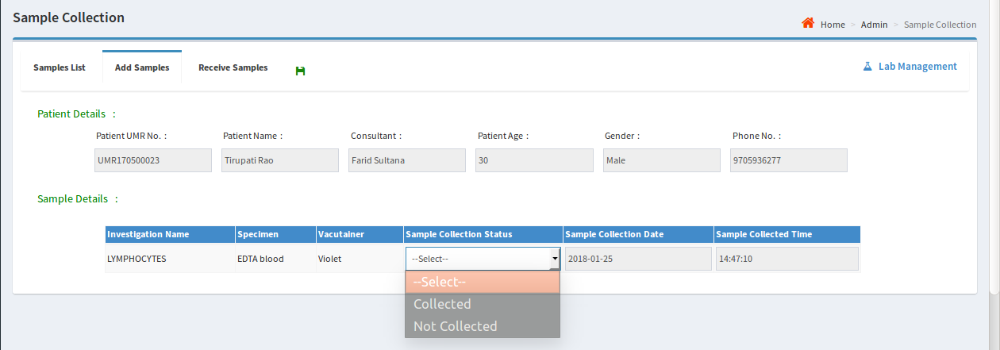 Sample Collection
Home > Admin > Sample Collection
Samples List Add Samples Receive Samples Lab Management
Patient Details :
Patient UMR No. : Patient Name : Consultant : Patient Age : Gender : Phone No. :
UMR170500023 Tirupati Rao Farid Sultana 30 Male 9705936277
Sample Details :
Investigation Name Specimen Vacutainer Sample Collection Status Sample Collection Date Sample Collected Time
LYMPHOCYTES EDTA blood Violet --Select-- 2018-01-25 14:47:10
--Select--
Collected
Not Collected